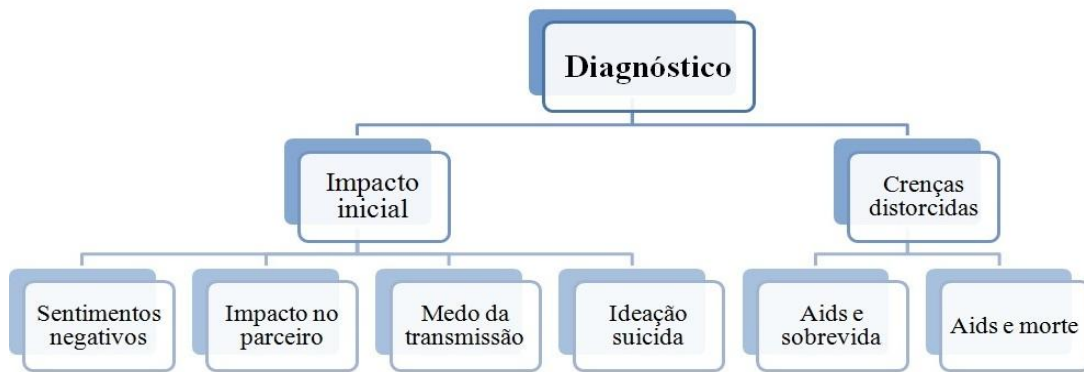 Diagnóstico
Impacto
inicial
Crenças
distorcidas
Sentimentos
negativos
Impacto no
parceiro
Medo da
transmissão
Ideação
suicida
Aids e
sobrevida
Aids e morte